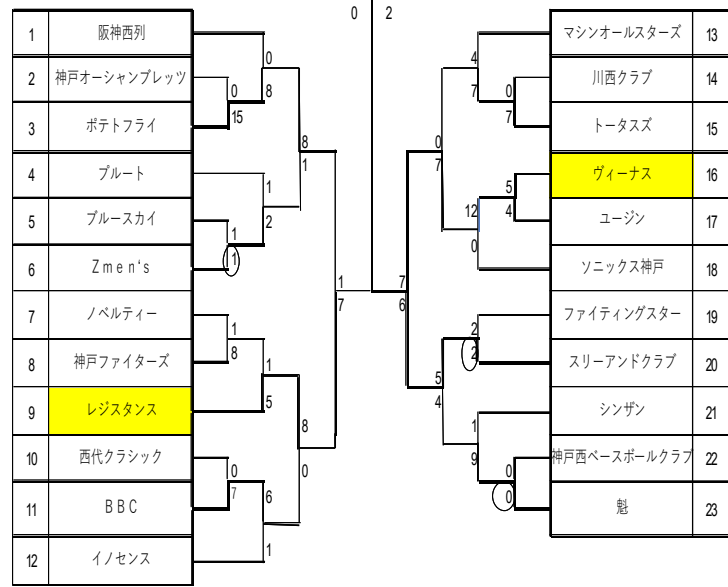 0 2
1 阪神西列 0
2 神戸オーシャンブレッツ 0 8
3 ポテトフライ 15 8
4 プルート 1 1
5 ブルースカイ 1 2
6 Zmen's 1
7 ノベルティー 1 1 7
8 神戸ファイターズ 8 1
9 レジスタンス 5 8
10 西代クラシック 0 0
11 BBC 7 6
12 イノセンス 1
マシンオールスターズ 13
4 川西クラブ 14
7 0
0 7 トータスズ 15
7 5 ヴィーナス 16
12 4 ユージン 17
0 ソニックス神戸 18
7 6 ファイティングスター 19
2 2 スリーアンドクラブ 20
5 4 シンザン 21
1 9 0 神戸西ベースボールクラブ 22
0 魁 23